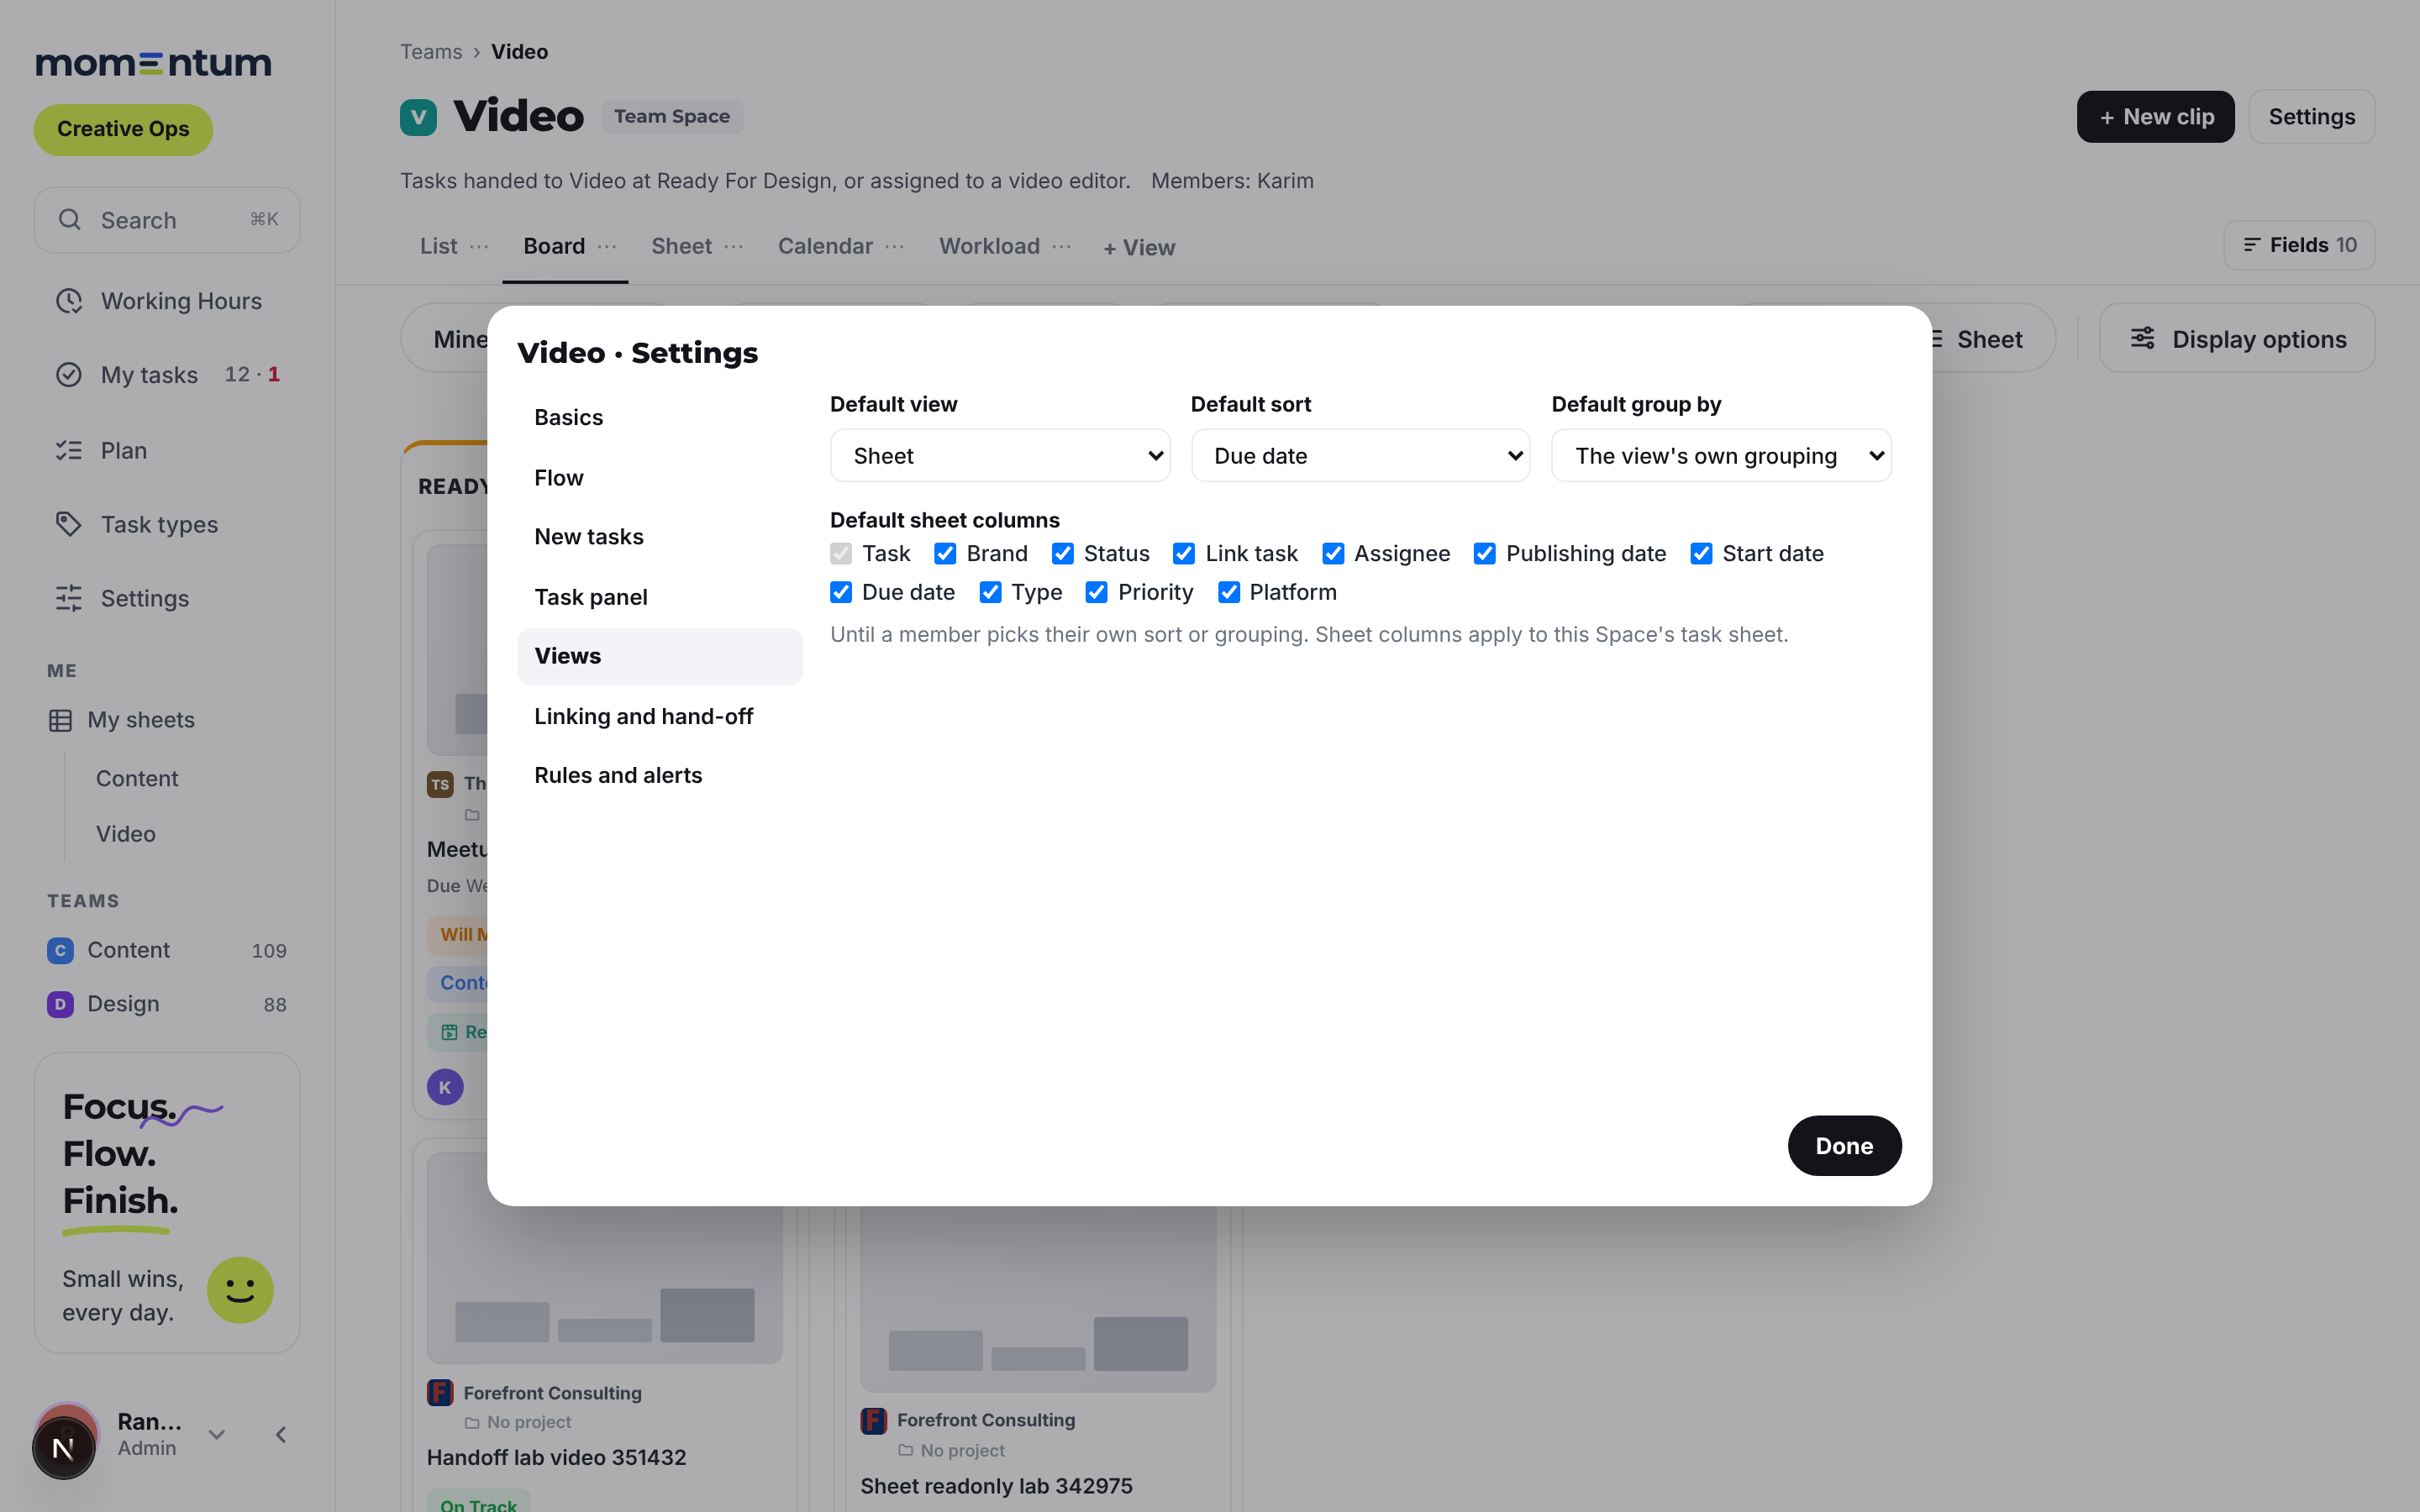 momentum
Creative Ops
Search ⌘K
Working Hours
My tasks 12 · 1
Plan
Task types
Settings
ME
My sheets
Content
Video
TEAMS
C Content 109
D Design 88
Focus.
Flow.
Finish.
Small wins,
every day.
N
Ran...
Admin
Teams › Video
V Video Team Space
+ New clip
Settings
Tasks handed to Video at Ready For Design, or assigned to a video editor. Members: Karim
List ··· Board ··· Sheet ··· Calendar ··· Workload ··· + View
Fields 10
Mine
Sheet
Display options
READY
TS
Due
K
Video · Settings
Basics
Flow
New tasks
Task panel
Views
Linking and hand-off
Rules and alerts
Default view
Sheet
Default sort
Due date
Default group by
The view's own grouping
Default sheet columns
Task Brand Status Link task Assignee Publishing date Start date
Due date Type Priority Platform
Until a member picks their own sort or grouping. Sheet columns apply to this Space's task sheet.
Done
F Forefront Consulting
No project
Handoff lab video 351432
On Track
F Forefront Consulting
No project
Sheet readonly lab 342975